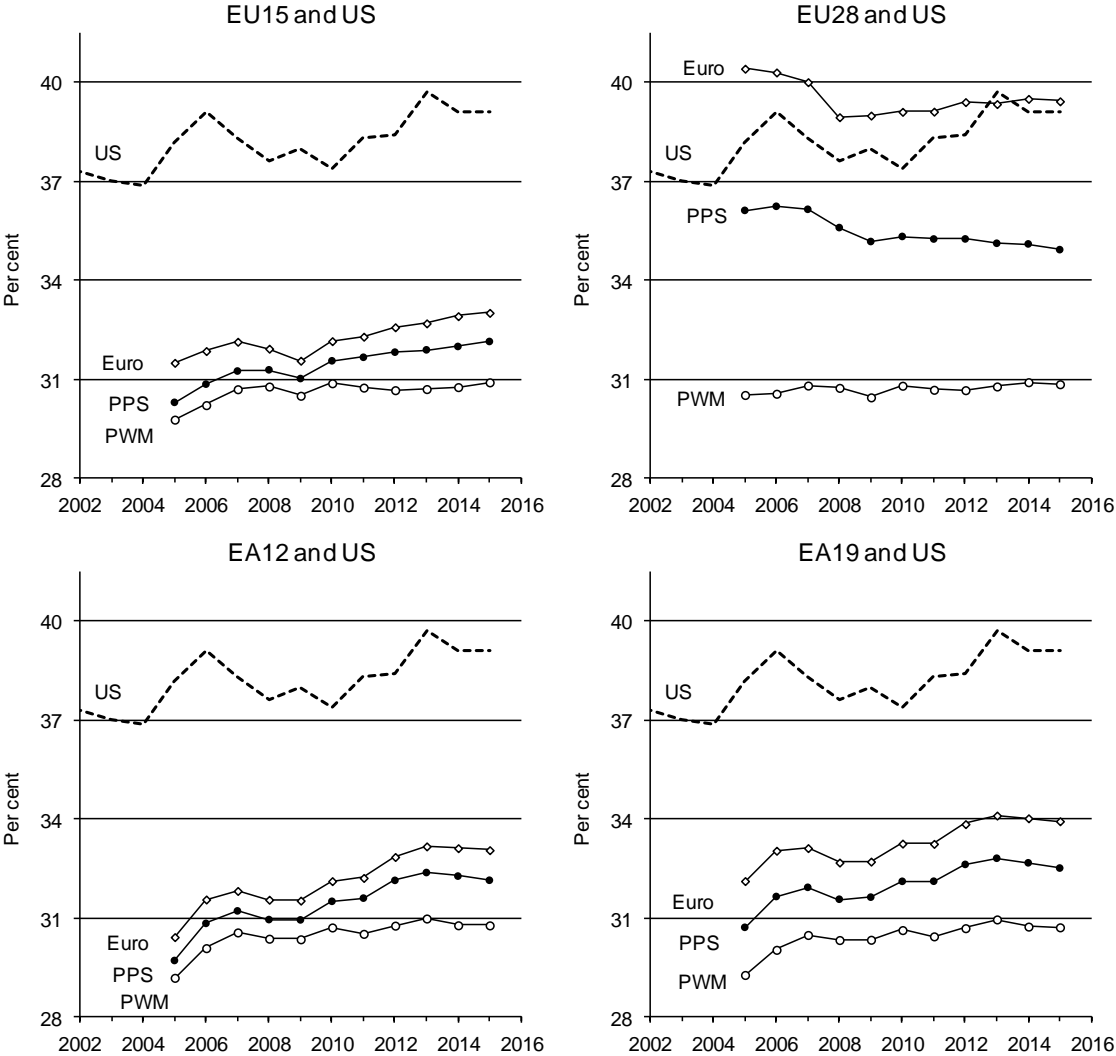 EU15 and US
40
37
34
31
28
Per cent
US
Euro
PPS
PWM
2002 2004 2006 2008 2010 2012 2014 2016
EU28 and US
40
37
34
31
28
Per cent
Euro
US
PPS
PWM
2002 2004 2006 2008 2010 2012 2014 2016
EA12 and US
40
37
34
31
28
Per cent
US
Euro
PPS
PWM
2002 2004 2006 2008 2010 2012 2014 2016
EA19 and US
40
37
34
31
28
Per cent
US
Euro
PPS
PWM
2002 2004 2006 2008 2010 2012 2014 2016